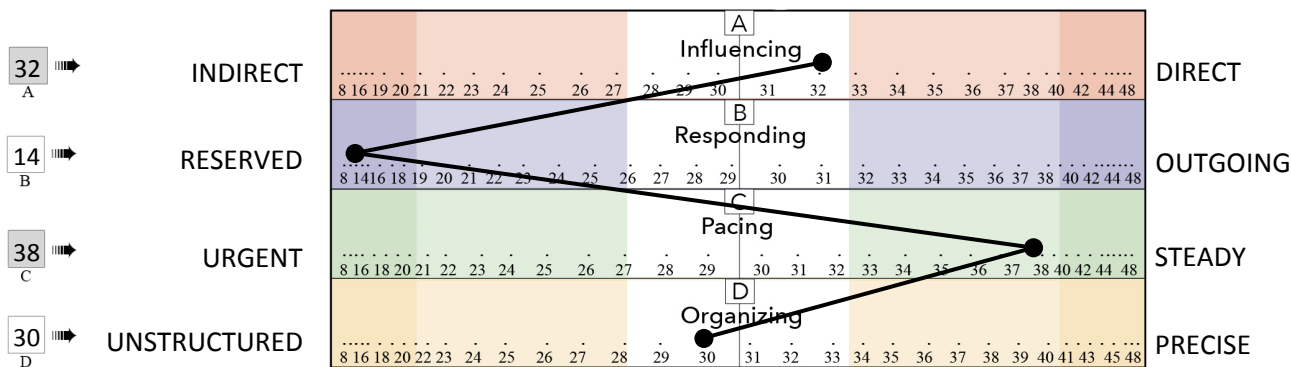 A
Influencing
32
A
INDIRECT
DIRECT
8 16 19 20 21 22 23 24 25 26 27 28 29 30 31 32 33 34 35 36 37 38 40 42 44 48
B
Responding
14
B
RESERVED
OUTGOING
8 14 16 18 19 20 21 22 23 24 25 26 27 28 29 30 31 32 33 34 35 36 37 38 40 42 44 48
C
Pacing
38
C
URGENT
STEADY
8 16 18 20 21 22 23 24 25 26 27 28 29 30 31 32 33 34 35 36 37 38 40 42 44 48
D
Organizing
30
D
UNSTRUCTURED
PRECISE
8 16 18 20 22 23 24 25 26 27 28 29 30 31 32 33 34 35 36 37 38 39 40 41 43 45 48